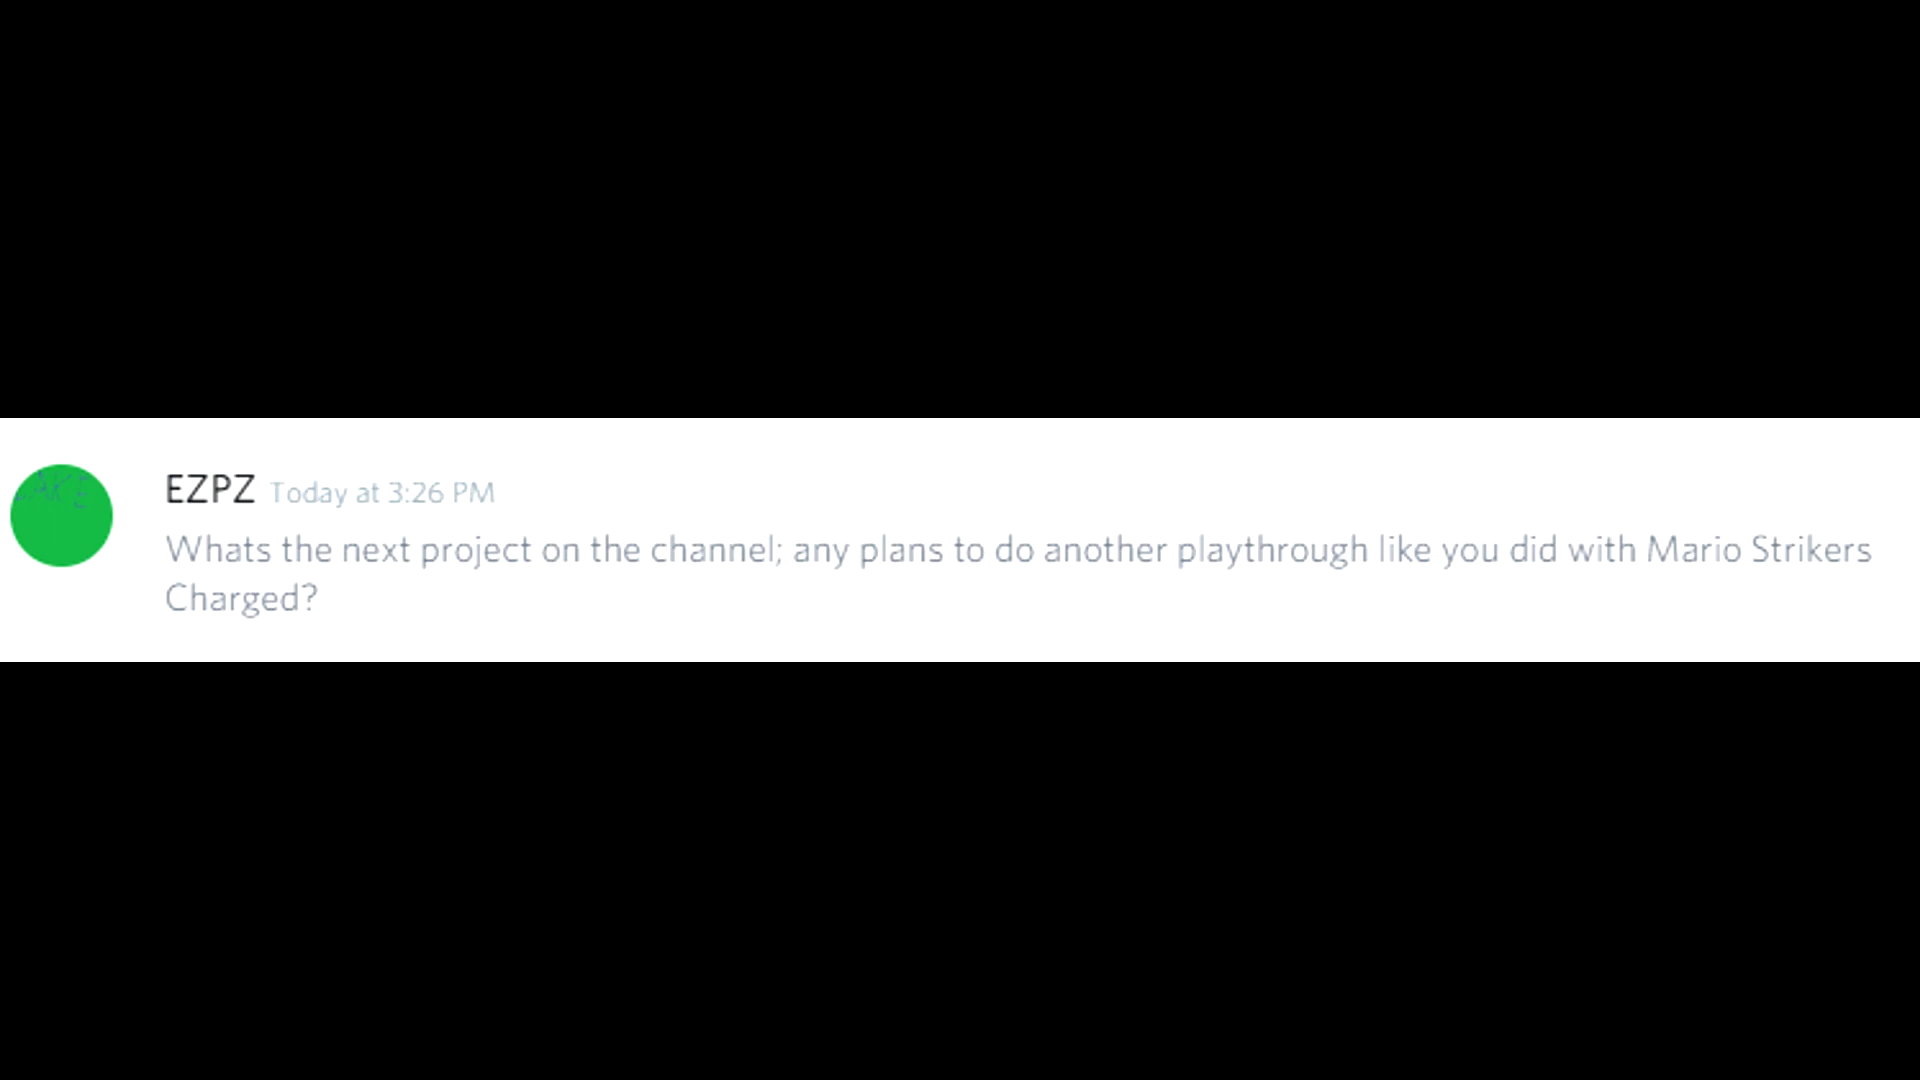 EZPZ Today at 3:26 PM
Whats the next project on the channel; any plans to do another playthrough like you did with Mario Strikers
Charged?